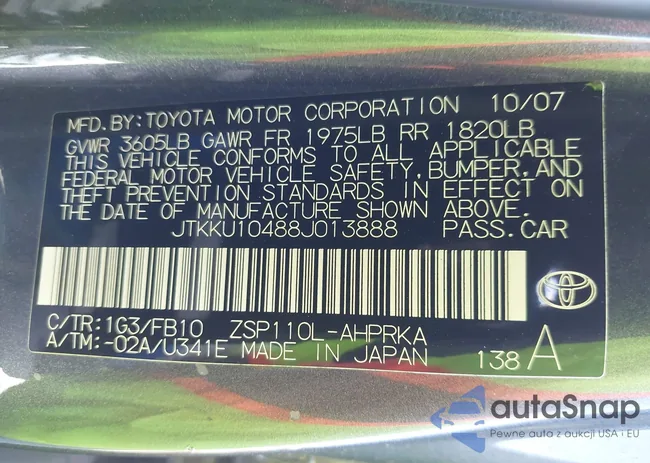 MFD.BY:TOYOTA MOTOR CORPORATION 10/07
GVWR 3605LB GAWR FR 1975LB RR 1820LB
THIS VEHICLE CONFORMS TO ALL APPLICABLE
FEDERAL MOTOR VEHICLE SAFETY,BUMPER,AND
THEFT PREVENTION STANDARDS IN EFFECT ON
THE DATE OF MANUFACTURE SHOWN ABOVE.
JTKKU10488J013888 PASS.CAR
C/TR:1G3/FB10 ZSP110L-AHPRKA
A/TM:-02A/U341E MADE IN JAPAN 138 A
autoSnap
Pewne auto z aukcji USA i EU